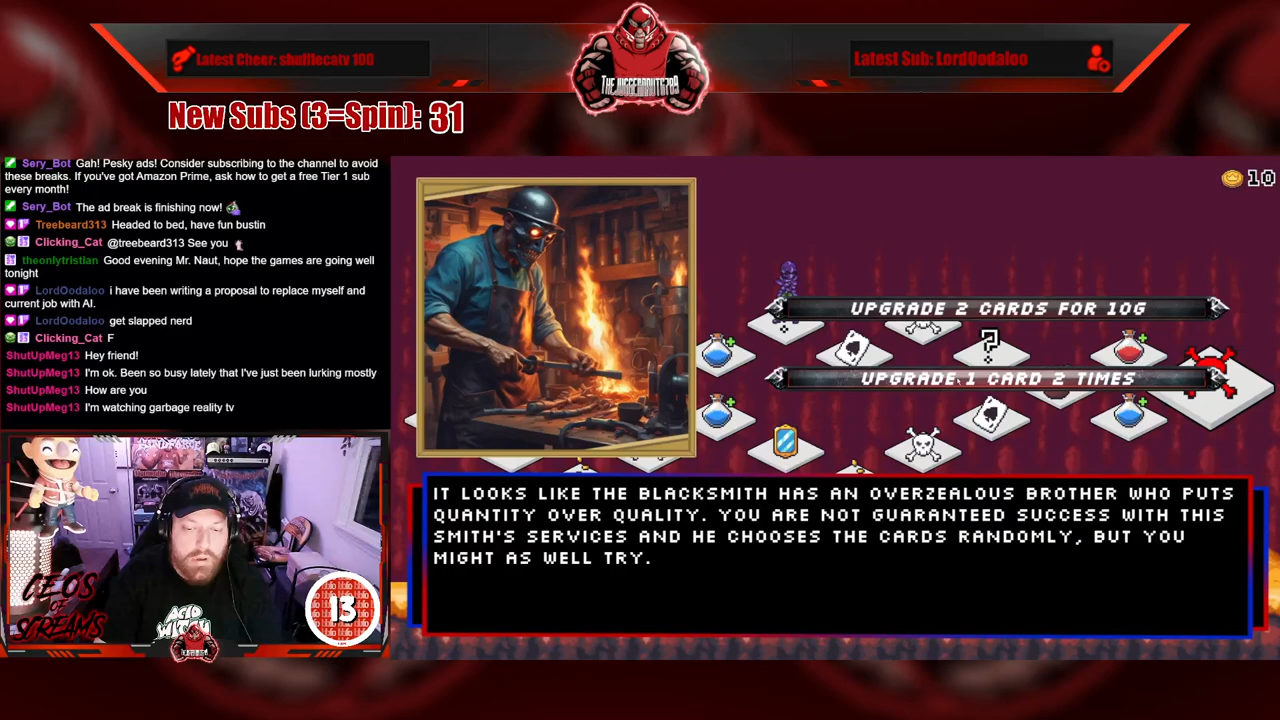 Latest Cheer: shufflecatv 100
THEJUGGERNAUT6789
Latest Sub: LordOodaloo
New Subs (3=Spin): 31
Sery_Bot Gah! Pesky ads! Consider subscribing to the channel to avoid
these breaks. If you've got Amazon Prime, ask how to get a free Tier 1 sub
every month!
Sery_Bot The ad break is finishing now!
Treebeard313 Headed to bed, have fun bustin
Clicking_Cat @treebeard313 See you
theonlytristian Good evening Mr. Naut, hope the games are going well
tonight
LordOodaloo i have been writing a proposal to replace myself and
current job with AI.
LordOodaloo get slapped nerd
Clicking_Cat F
ShutUpMeg13 Hey friend!
ShutUpMeg13 I'm ok. Been so busy lately that I've just been lurking mostly
ShutUpMeg13 How are you
ShutUpMeg13 I'm watching garbage reality tv
10
UPGRADE 2 CARDS FOR 10G
UPGRADE 1 CARD 2 TIMES
IT LOOKS LIKE THE BLACKSMITH HAS AN OVERZEALOUS BROTHER WHO PUTS
QUANTITY OVER QUALITY. YOU ARE NOT GUARANTEED SUCCESS WITH THIS
SMITH'S SERVICES AND HE CHOOSES THE CARDS RANDOMLY, BUT YOU
MIGHT AS WELL TRY.
CEOS
OF
STREAMS
ACID
WITCH
13